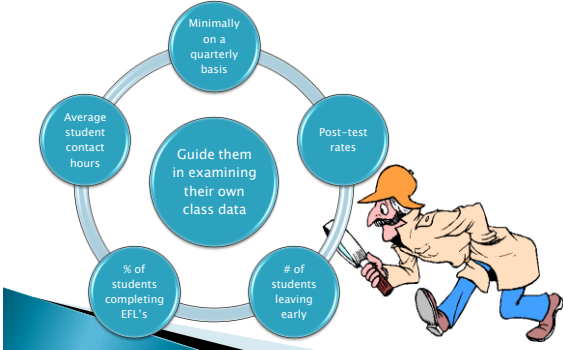 Minimally
on a
quarterly
basis
Post-test
rates
# of
students
leaving
early
% of
students
completing
EFL's
Average
student
contact
hours
Guide them
in examining
their own
class data